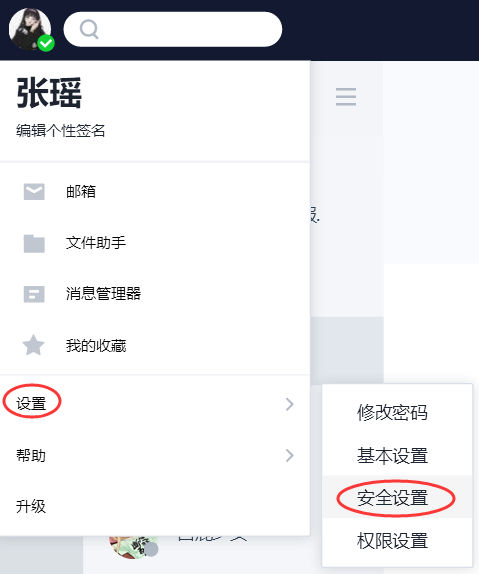 张瑶
编辑个性签名
邮箱
文件助手
消息管理器
我的收藏
设置
帮助
升级
修改密码
基本设置
安全设置
权限设置